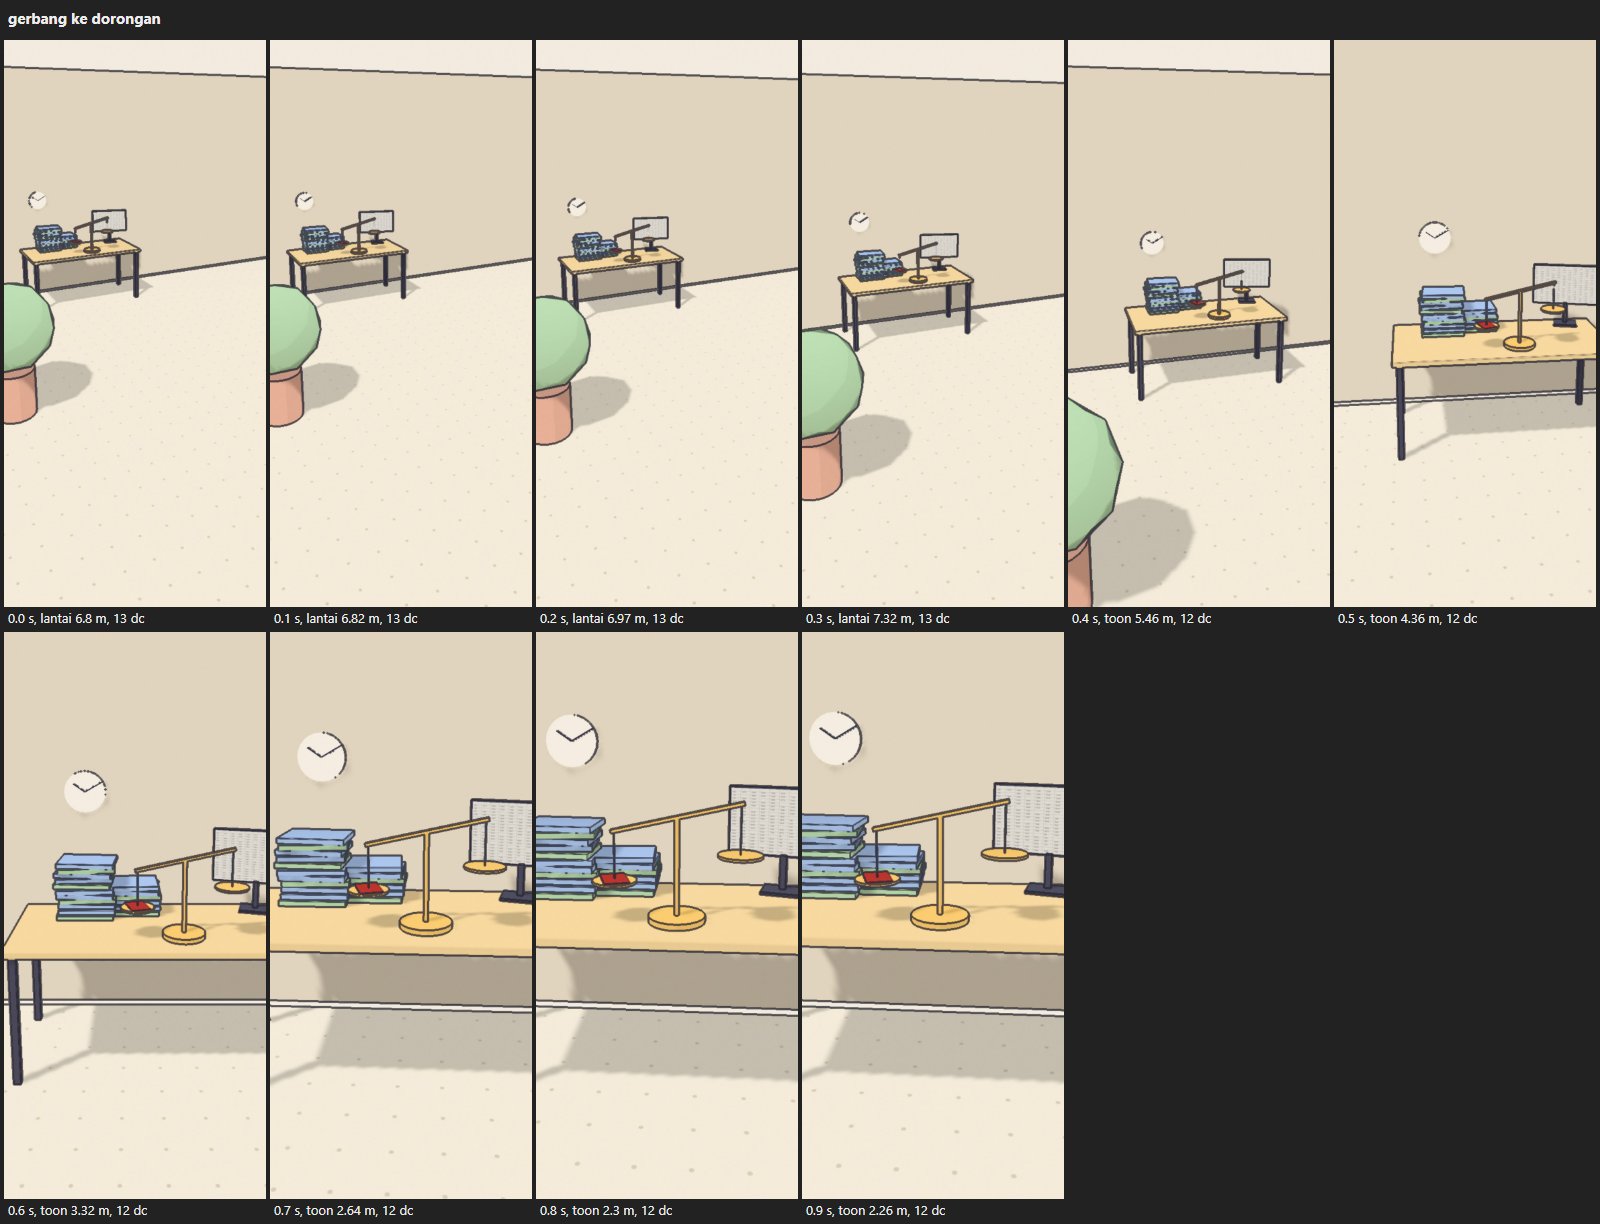 gerbang ke dorongan
0.0 s, lantai 6.8 m, 13 dc
0.1 s, lantai 6.82 m, 13 dc
0.2 s, lantai 6.97 m, 13 dc
0.3 s, lantai 7.32 m, 13 dc
0.4 s, toon 5.46 m, 12 dc
0.5 s, toon 4.36 m, 12 dc
0.6 s, toon 3.32 m, 12 dc
0.7 s, toon 2.64 m, 12 dc
0.8 s, toon 2.3 m, 12 dc
0.9 s, toon 2.26 m, 12 dc